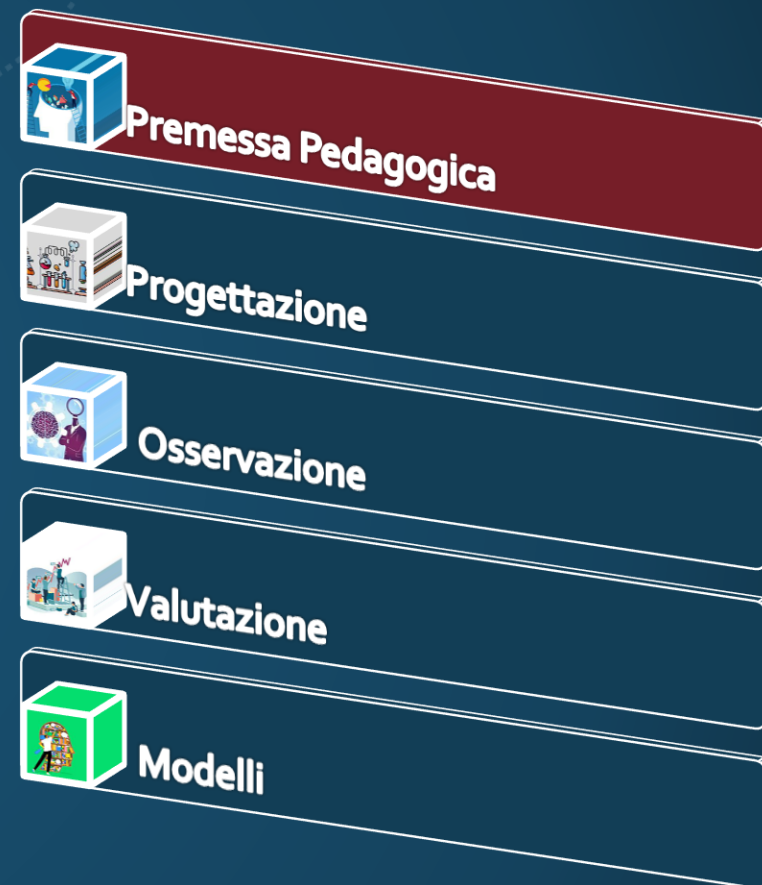 Premessa Pedagogica
Progettazione
Osservazione
Valutazione
Modelli